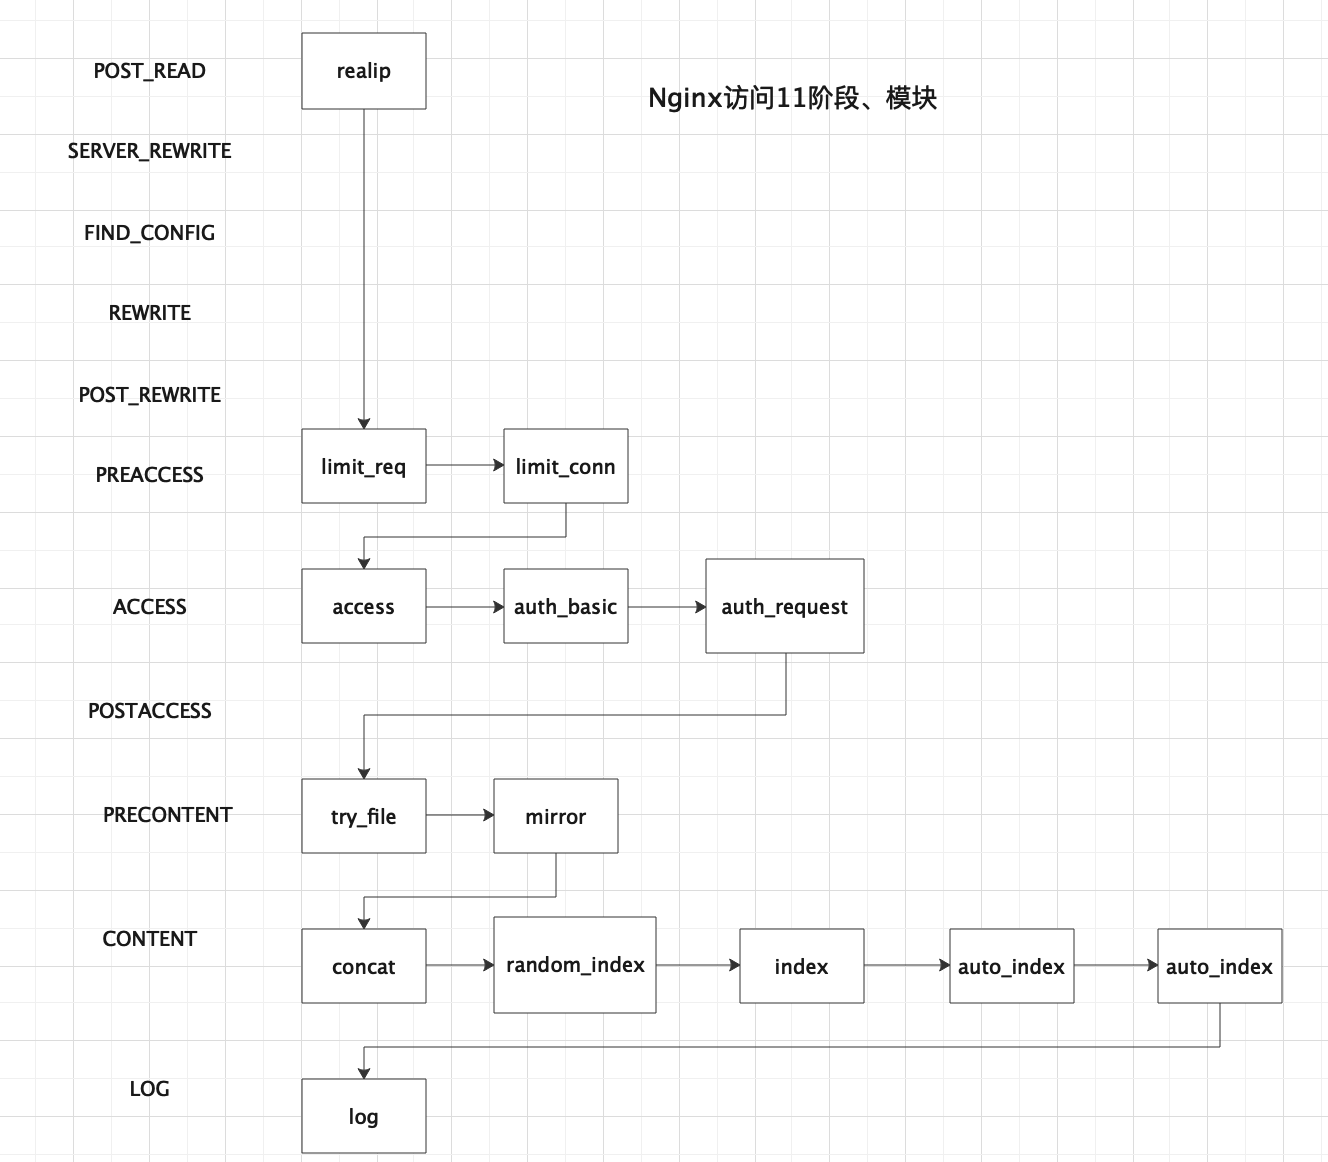 POST_READ
realip
Nginx访问11阶段、模块
SERVER_REWRITE
FIND_CONFIG
REWRITE
POST_REWRITE
PREACCESS
limit_req
limit_conn
ACCESS
access
auth_basic
auth_request
POSTACCESS
PRECONTENT
try_file
mirror
CONTENT
concat
random_index
index
auto_index
auto_index
LOG
log